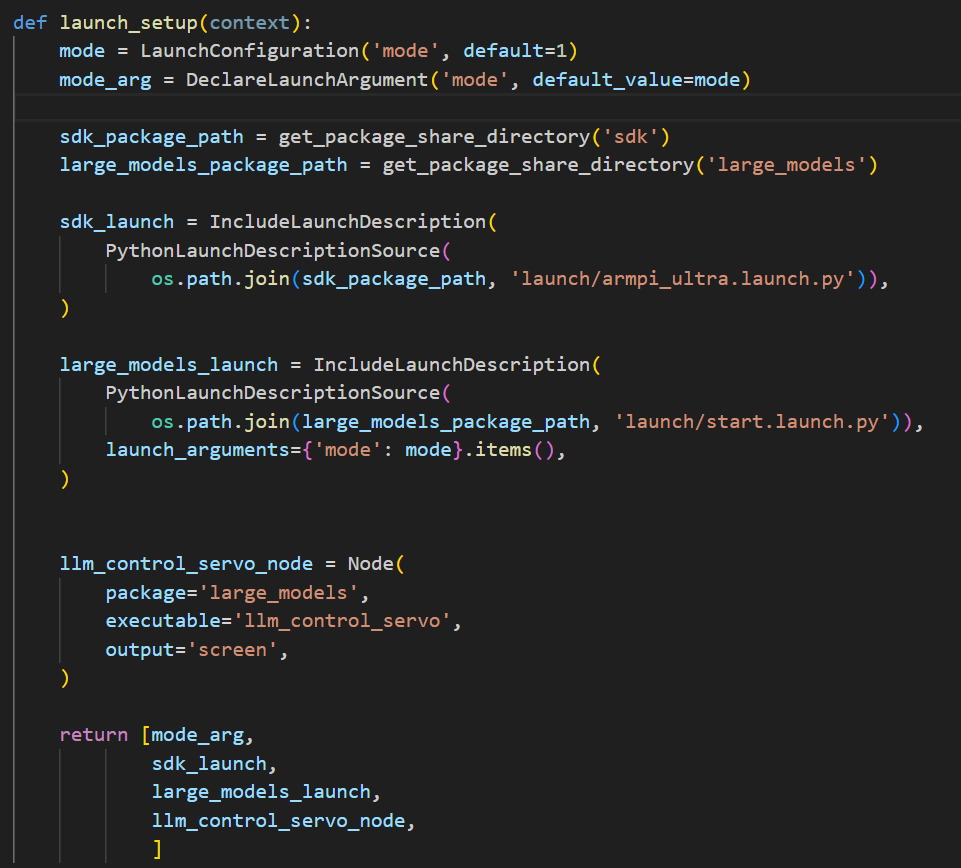 def launch_setup(context):
    mode = LaunchConfiguration('mode', default=1)
    mode_arg = DeclareLaunchArgument('mode', default_value=mode)

    sdk_package_path = get_package_share_directory('sdk')
    large_models_package_path = get_package_share_directory('large_models')

    sdk_launch = IncludeLaunchDescription(
        PythonLaunchDescriptionSource(
            os.path.join(sdk_package_path, 'launch/armpi_ultra.launch.py')),
    )

    large_models_launch = IncludeLaunchDescription(
        PythonLaunchDescriptionSource(
            os.path.join(large_models_package_path, 'launch/start.launch.py')),
        launch_arguments={'mode': mode}.items(),
    )


    llm_control_servo_node = Node(
        package='large_models',
        executable='llm_control_servo',
        output='screen',
    )

    return [mode_arg,
            sdk_launch,
            large_models_launch,
            llm_control_servo_node,
            ]